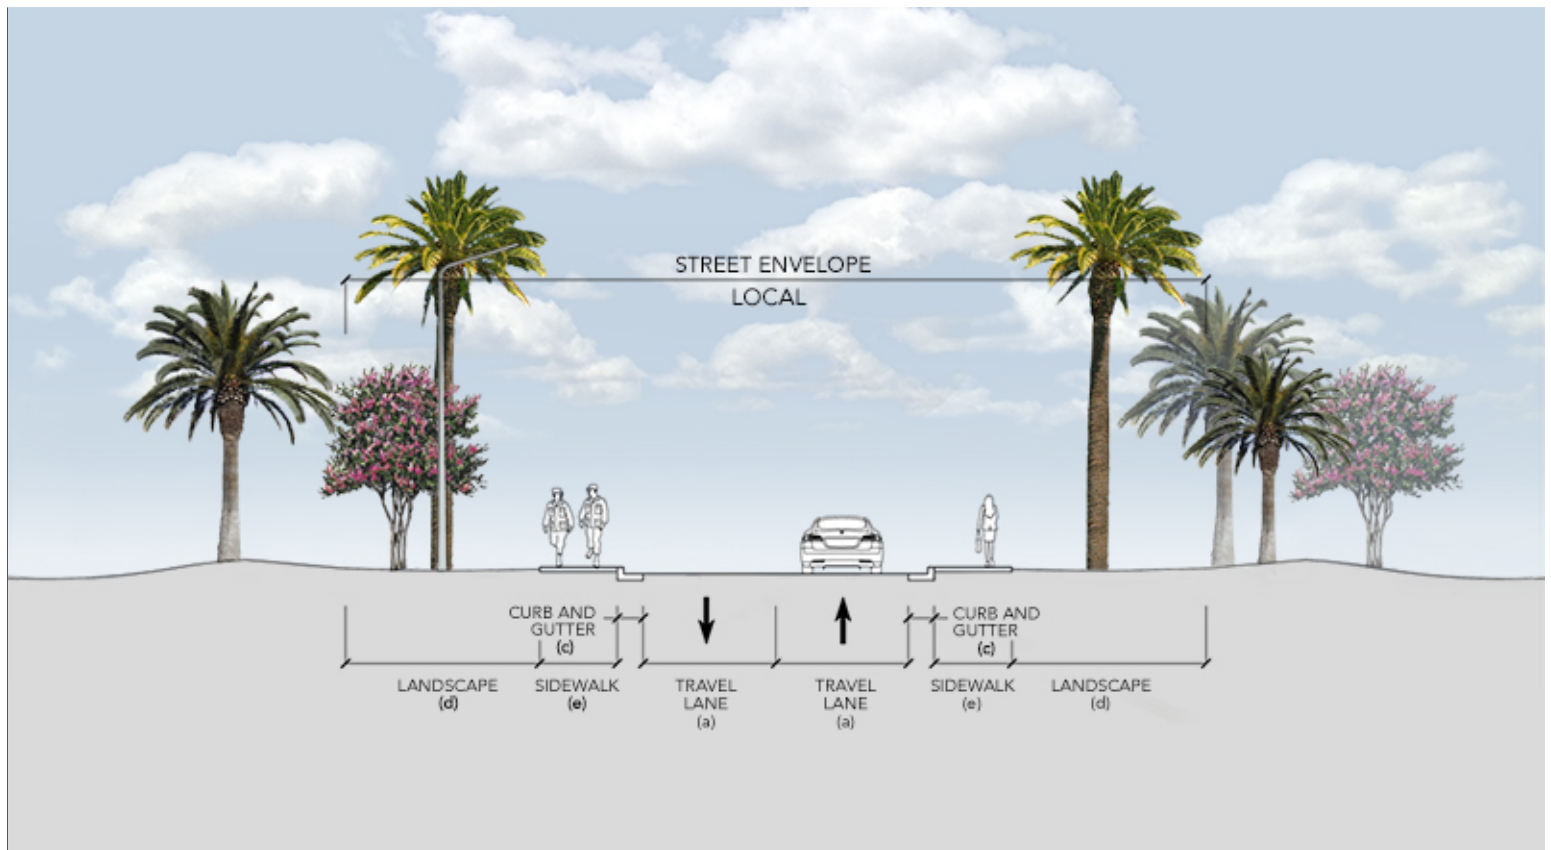 STREET ENVELOPE
LOCAL
CURB AND
GUTTER
(c)
CURB AND
GUTTER
(c)
LANDSCAPE
(d)
SIDEWALK
(e)
TRAVEL
LANE
(a)
TRAVEL
LANE
(a)
SIDEWALK
(e)
LANDSCAPE
(d)